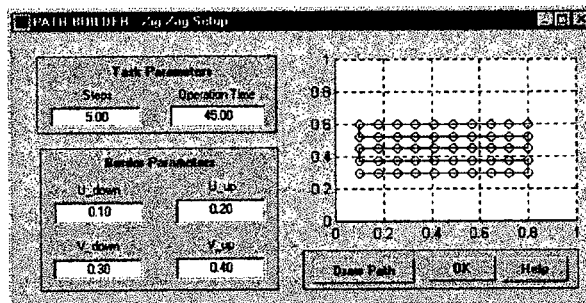 PATH BUILDER - Zig Zag Setup
Task Parameters
Steps
Operation Time
5.00
45.00
Border Parameters
U_down
U_up
0.10
0.20
V_down
V_up
0.30
0.40
1
0.8
0.6
0.4
0.2
0
0
0.2
0.4
0.6
0.8
1
Draw Path
OK
Help